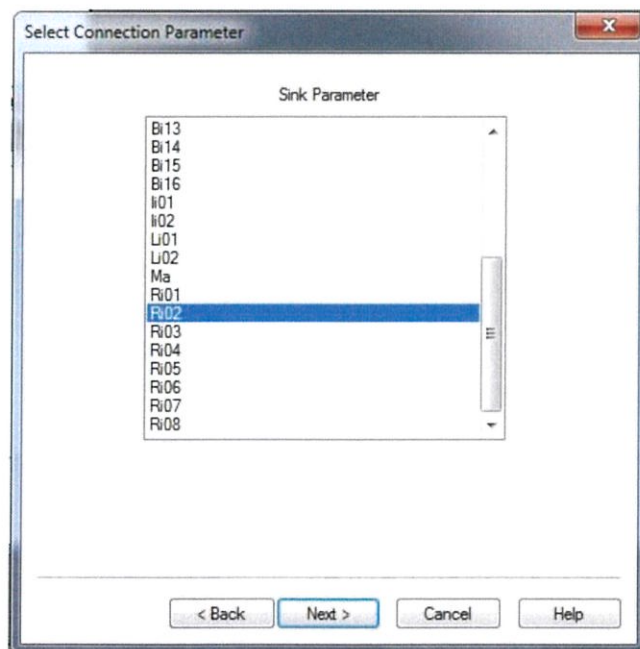 Select Connection Parameter
Sink Parameter
Bi13
Bi14
Bi15
Bi16
Ii01
Ii02
Li01
Li02
Ma
Ri01
Ri02
Ri03
Ri04
Ri05
Ri06
Ri07
Ri08
< Back
Next >
Cancel
Help